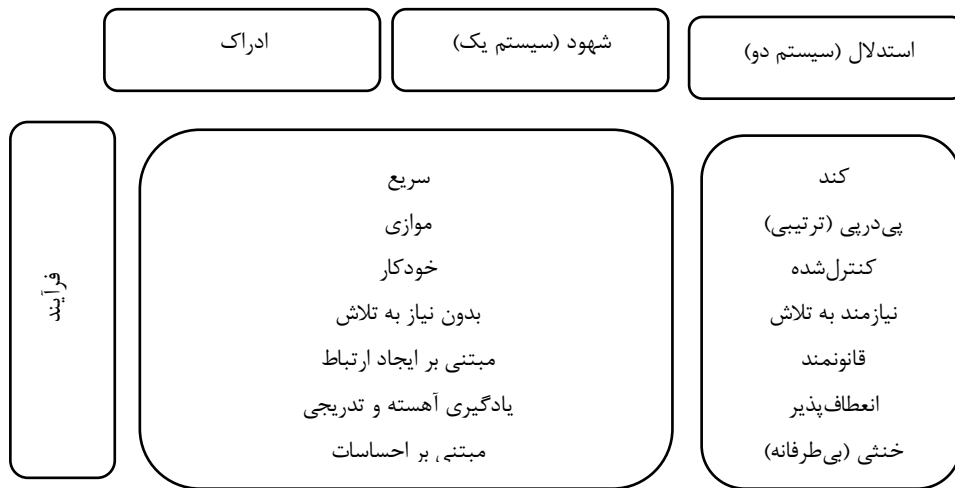 استدلال (سیستم دو)
شهود (سیستم یک)
ادراک
کند
پی‌درپی (ترتیبی)
کنترل‌شده
نیازمند به تلاش
قانونمند
انعطاف‌پذیر
خنثی (بی‌طرفانه)
سریع
موازی
خودکار
بدون نیاز به تلاش
مبتنی بر ایجاد ارتباط
یادگیری آهسته و تدریجی
مبتنی بر احساسات
فرآیند